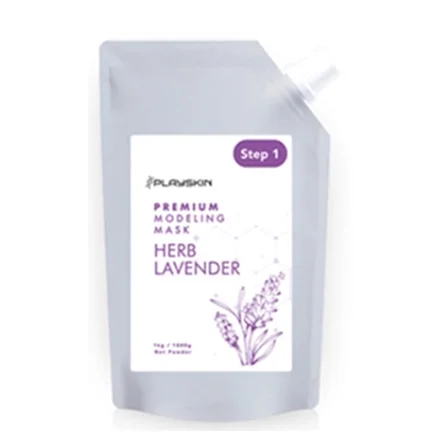 Step 1
#PLAYSKIN
PREMIUM
MODELING
MASK
HERB
LAVENDER
1kg / 1000g
Net Powder